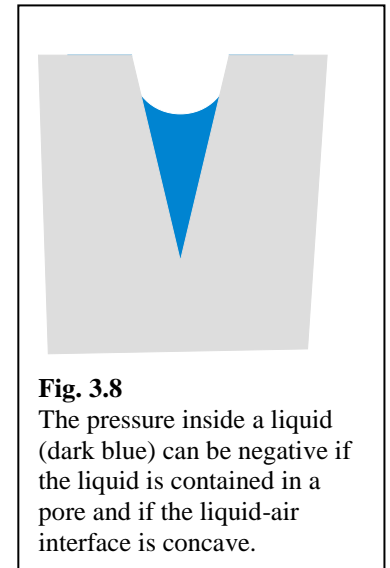 Fig. 3.8
The pressure inside a liquid
(dark blue) can be negative if
the liquid is contained in a
pore and if the liquid-air
interface is concave.